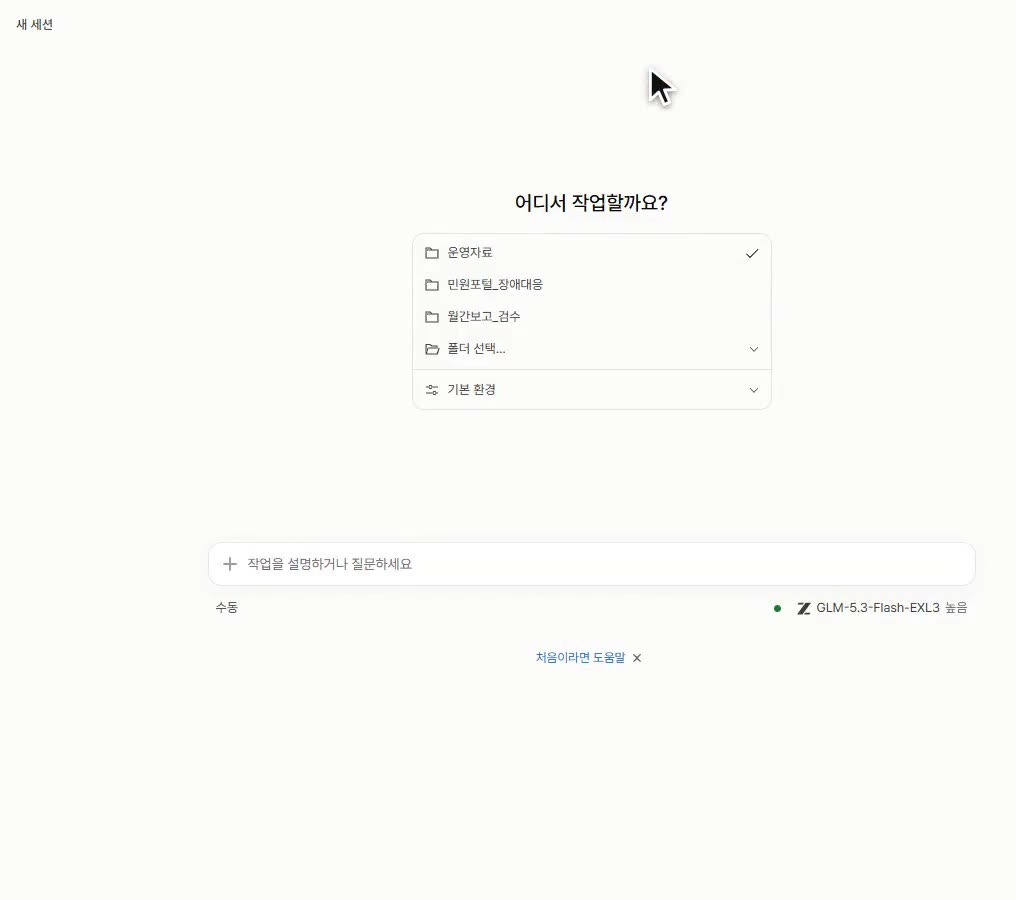 새 세션
어디서 작업할까요?
운영자료
민원포털_장애대응
월간보고_검수
폴더 선택...
기본 환경
작업을 설명하거나 질문하세요
수동
GLM-5.3-Flash-EXL3 높음
처음이라면 도움말